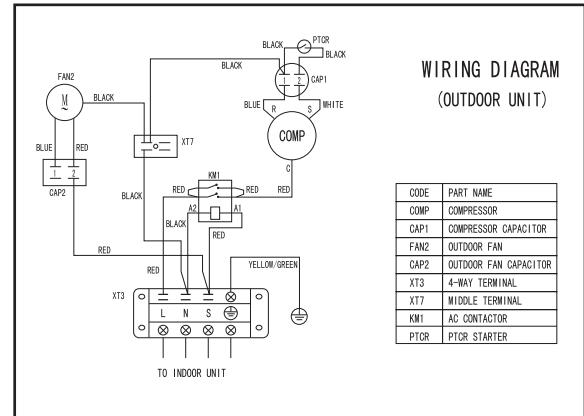 WIRING DIAGRAM
(OUTDOOR UNIT)
PTCR
BLACK
BLACK
BLACK
1 2
CAP1
FAN2
M
BLACK
BLUE
WHITE
R S
COMP
C
BLUE
RED
XT7
1 2
CAP2
BLACK
KM1
RED
RED
RED
A2 A1
BLACK
RED
RED
RED
YELLOW/GREEN
XT3
L N S
TO INDOOR UNIT
CODE PART NAME
COMP COMPRESSOR
CAP1 COMPRESSOR CAPACITOR
FAN2 OUTDOOR FAN
CAP2 OUTDOOR FAN CAPACITOR
XT3 4-WAY TERMINAL
XT7 MIDDLE TERMINAL
KM1 AC CONTACTOR
PTCR PTCR STARTER